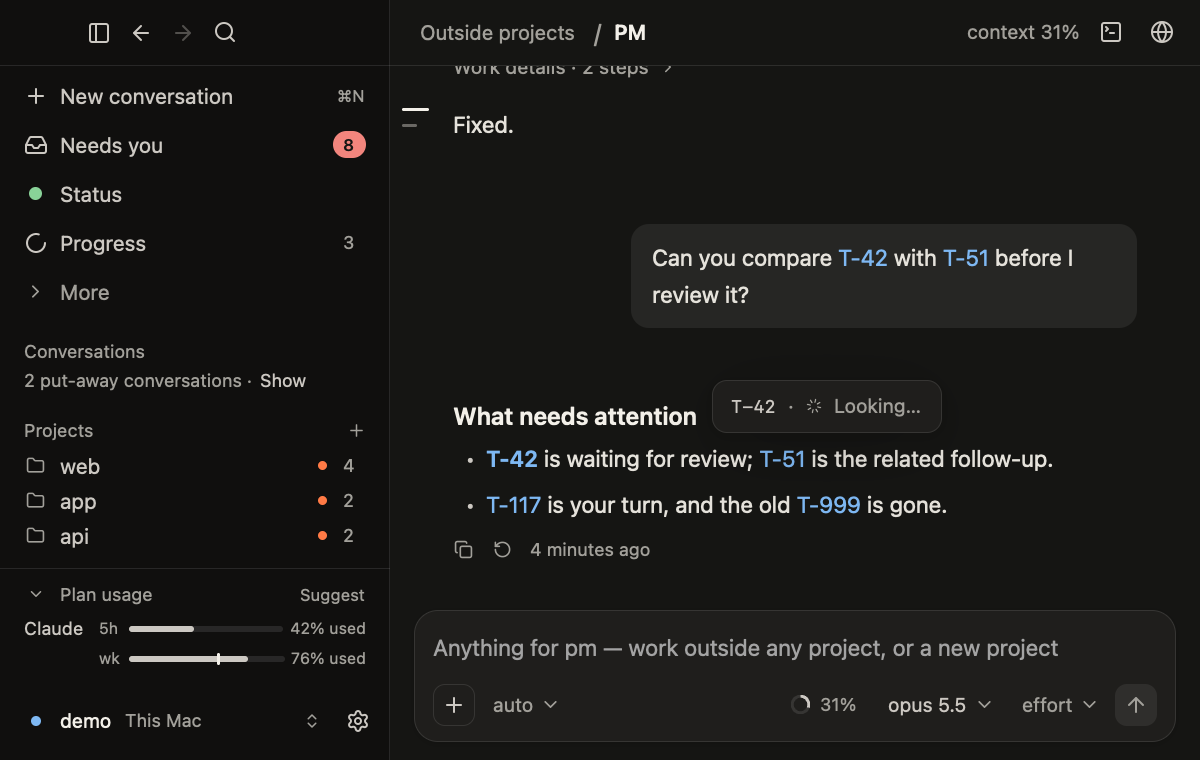 Outside projects / PM
context 31%
New conversation ⌘N
Needs you 8
Status
Progress 3
More
Conversations
2 put-away conversations · Show
Projects +
web 4
app 2
api 2
Plan usage Suggest
Claude 5h 42% used
wk 76% used
demo This Mac
Work details · 2 steps
Fixed.
Can you compare T-42 with T-51 before I
review it?
T–42 · Looking...
What needs attention
• T-42 is waiting for review; T-51 is the related follow-up.
• T-117 is your turn, and the old T-999 is gone.
4 minutes ago
Anything for pm — work outside any project, or a new project
auto 31% opus 5.5 effort